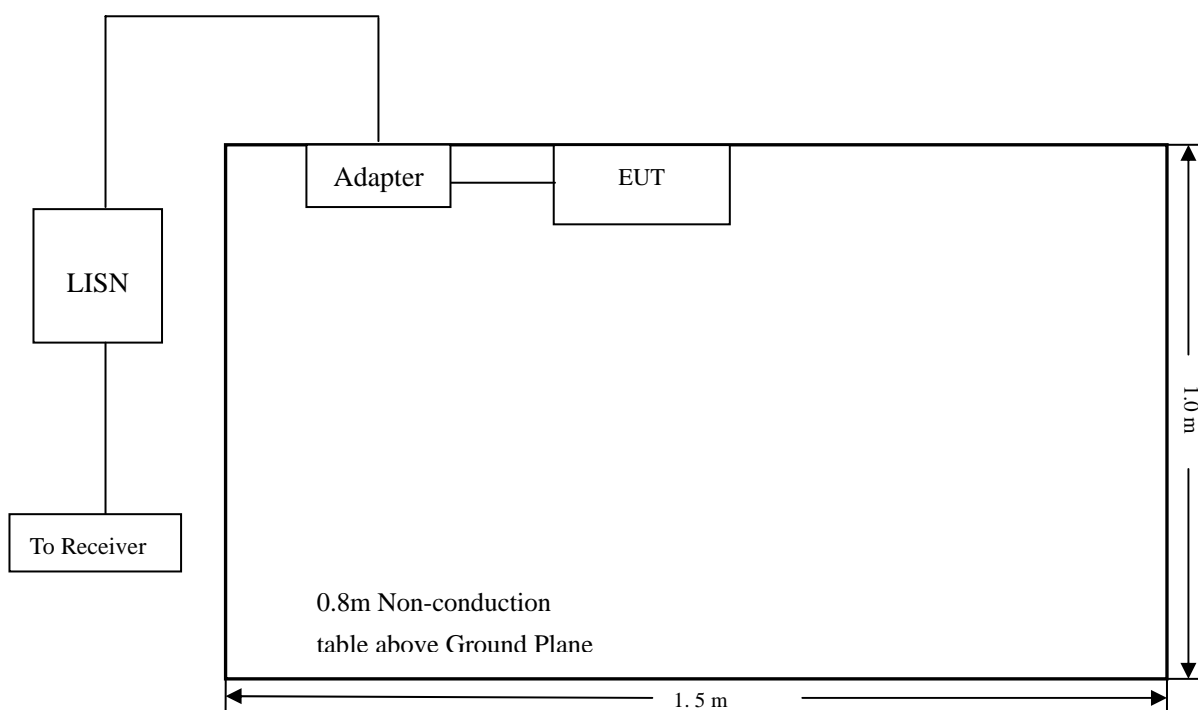 Adapter
EUT
LISN
1.0 m
To Receiver
0.8m Non-conduction
table above Ground Plane
1. 5 m